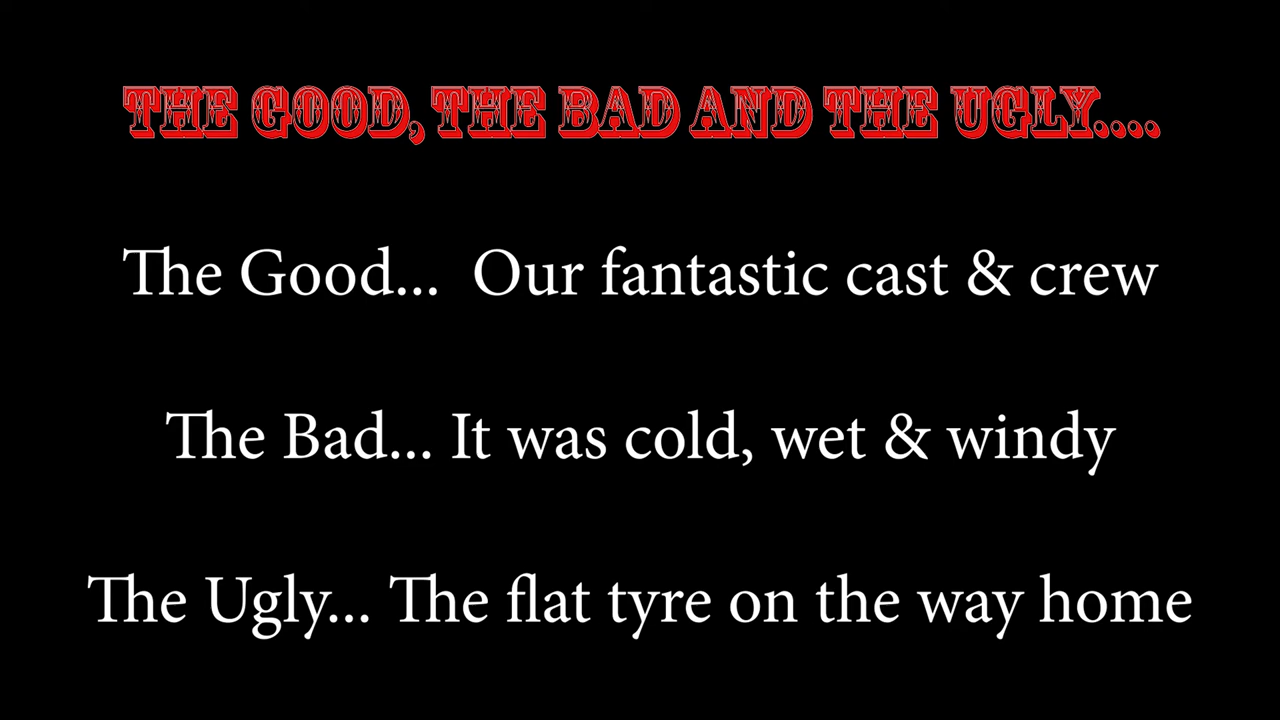 THE GOOD, THE BAD AND THE UGLY....
The Good... Our fantastic cast & crew
The Bad... It was cold, wet & windy
The Ugly... The flat tyre on the way home